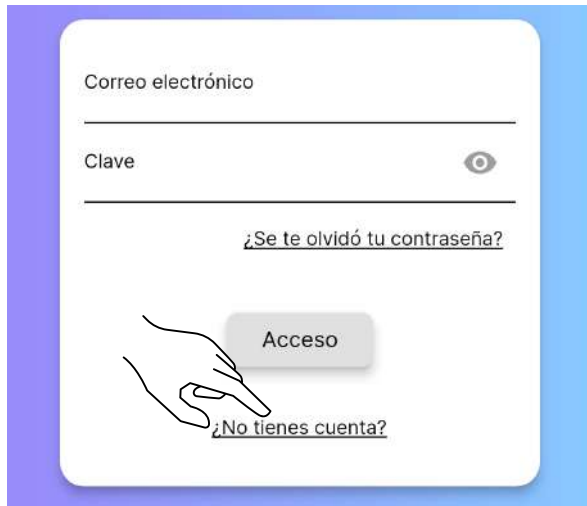 Correo electrónico
Clave
¿Se te olvidó tu contraseña?
Acceso
¿No tienes cuenta?